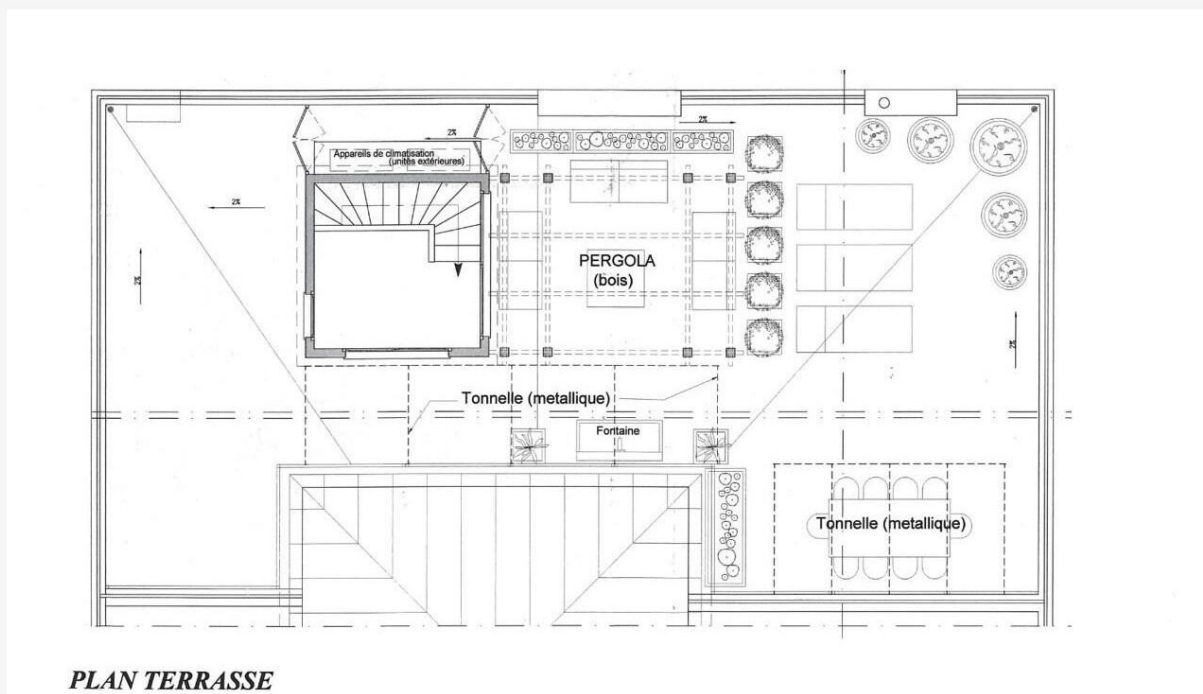 2%
2%
Appareils de climatisation
(unités extérieures)
2%
2%
PERGOLA
(bois)
2%
Tonnelle (metallique)
Fontaine
Tonnelle (metallique)
PLAN TERRASSE